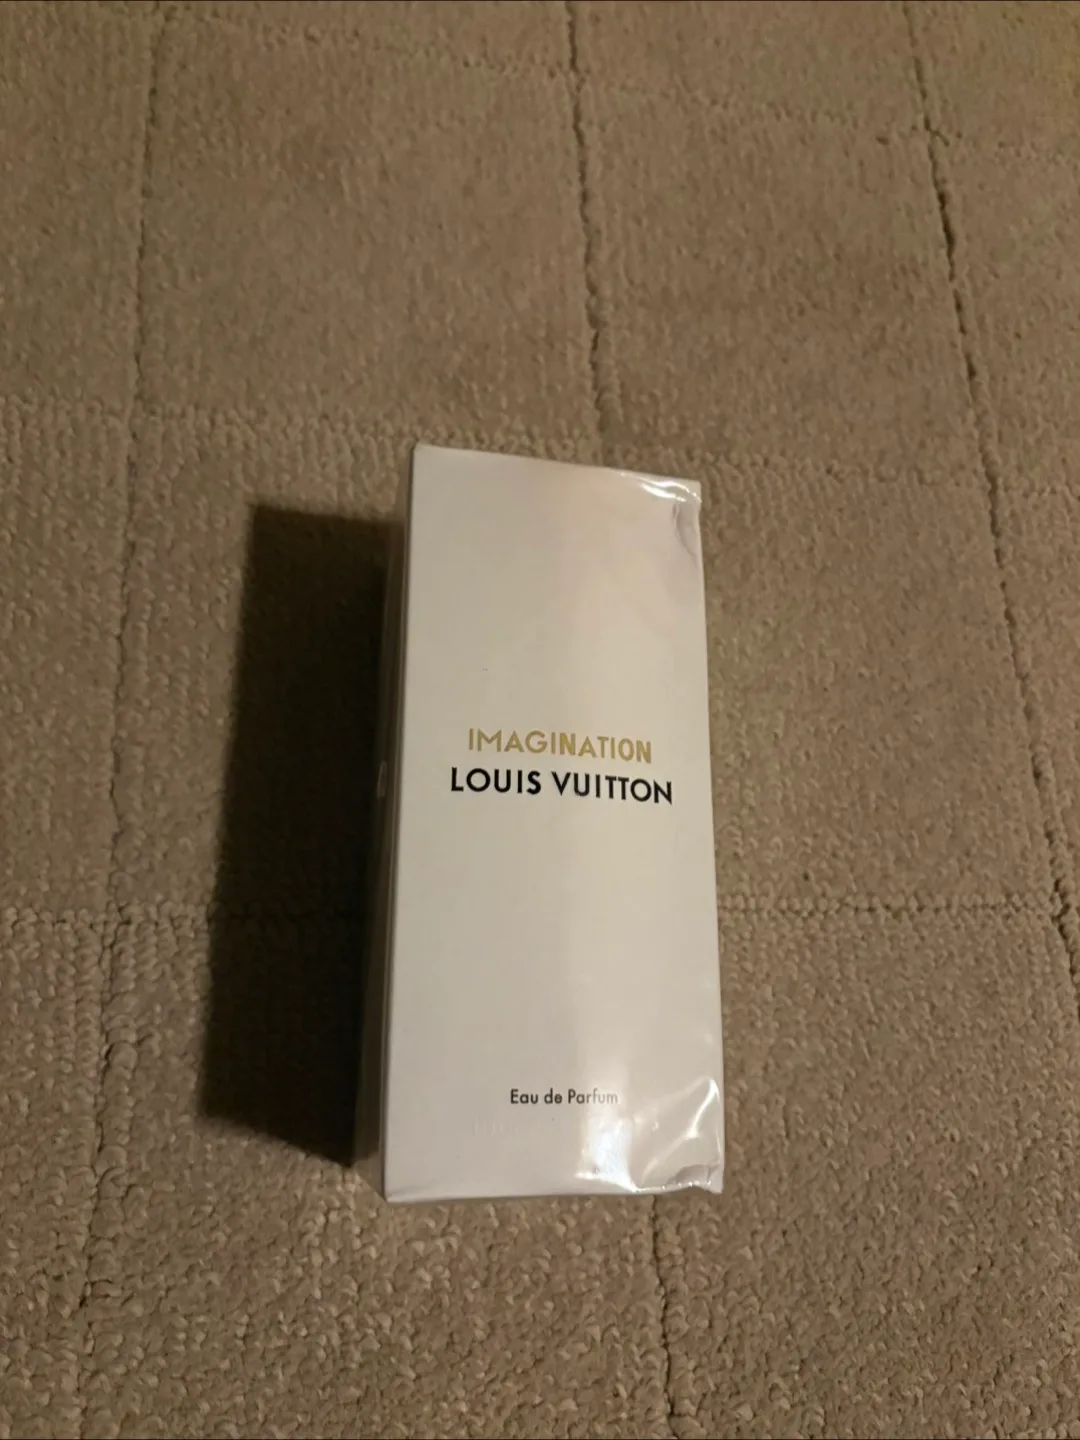 IMAGINATION
LOUIS VUITTON
Eau de Parfum